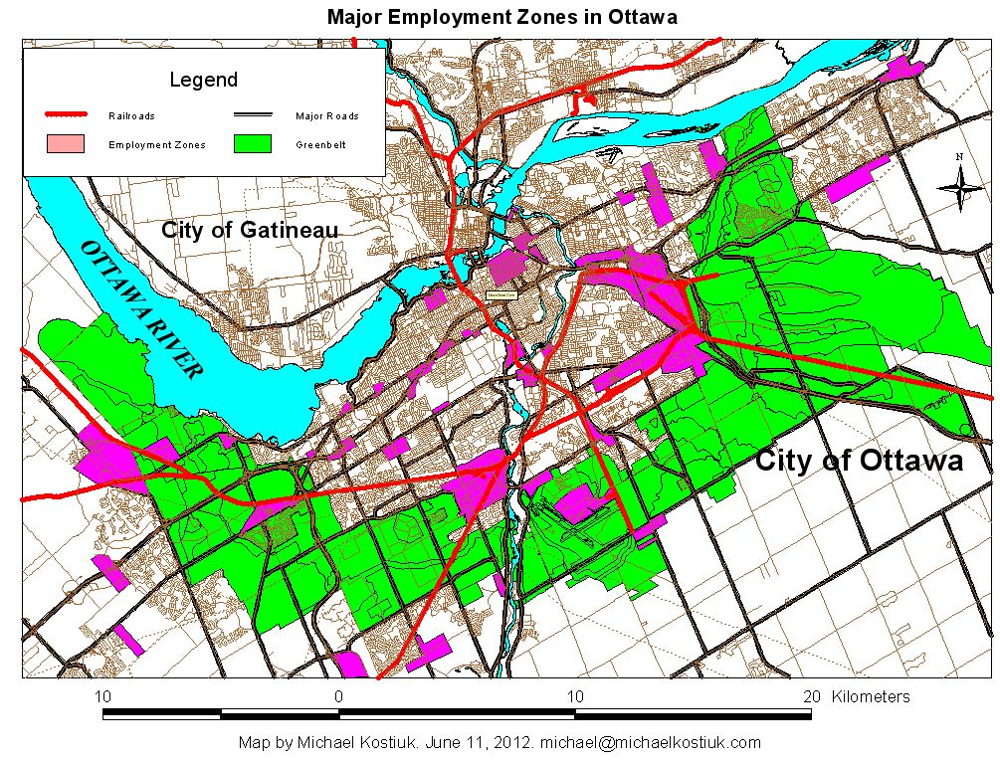 Major Employment Zones in Ottawa
Legend
Railroads
Major Roads
Employment Zones
Greenbelt
N
City of Gatineau
OTTAWA RIVER
City of Ottawa
10 0 10 20 Kilometers
Map by Michael Kostiuk. June 11, 2012. michael@michaelkostiuk.com